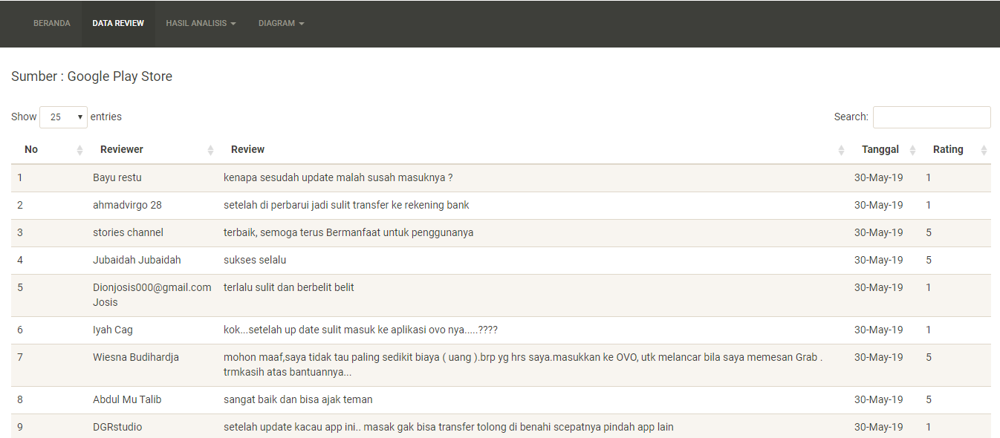 BERANDA DATA REVIEW HASIL ANALISIS DIAGRAM
Sumber : Google Play Store
Show 25 entries Search:
No Reviewer Review Tanggal Rating
1 Bayu restu kenapa sesudah update malah susah masuknya ? 30-May-19 1
2 ahmadvirgo 28 setelah di perbarui jadi sulit transfer ke rekening bank 30-May-19 1
3 stories channel terbaik, semoga terus Bermanfaat untuk penggunanya 30-May-19 5
4 Jubaidah Jubaidah sukses selalu 30-May-19 5
5 Dionjosis000@gmail.com terlalu sulit dan berbelit belit 30-May-19 1
Josis
6 Iyah Cag kok...setelah up date sulit masuk ke aplikasi ovo nya.....???? 30-May-19 1
7 Wiesna Budihardja mohon maaf,saya tidak tau paling sedikit biaya ( uang ).brp yg hrs saya.masukkan ke OVO, utk melancar bila saya memesan Grab . 30-May-19 5
trmkasih atas bantuannya...
8 Abdul Mu Talib sangat baik dan bisa ajak teman 30-May-19 5
9 DGRstudio setelah update kacau app ini.. masak gak bisa transfer tolong di benahi scepatnya pindah app lain 30-May-19 1